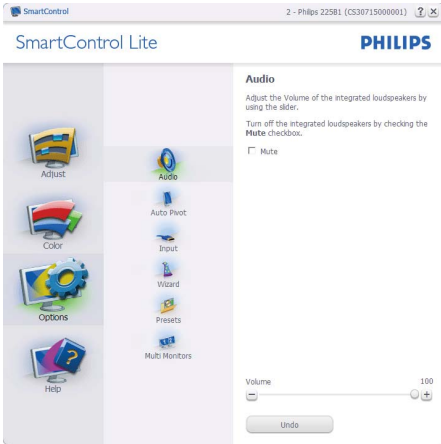 SmartControl
2 - Philips 225B1 (CS30715000001)
SmartControl Lite
PHILIPS
Adjust
Color
Options
Help
Audio
Auto Pivot
Input
Wizard
Presets
Multi Monitors
Audio
Adjust the Volume of the integrated loudspeakers by
using the slider.
Turn off the integrated loudspeakers by checking the
Mute checkbox.
Mute
Volume
100
Undo